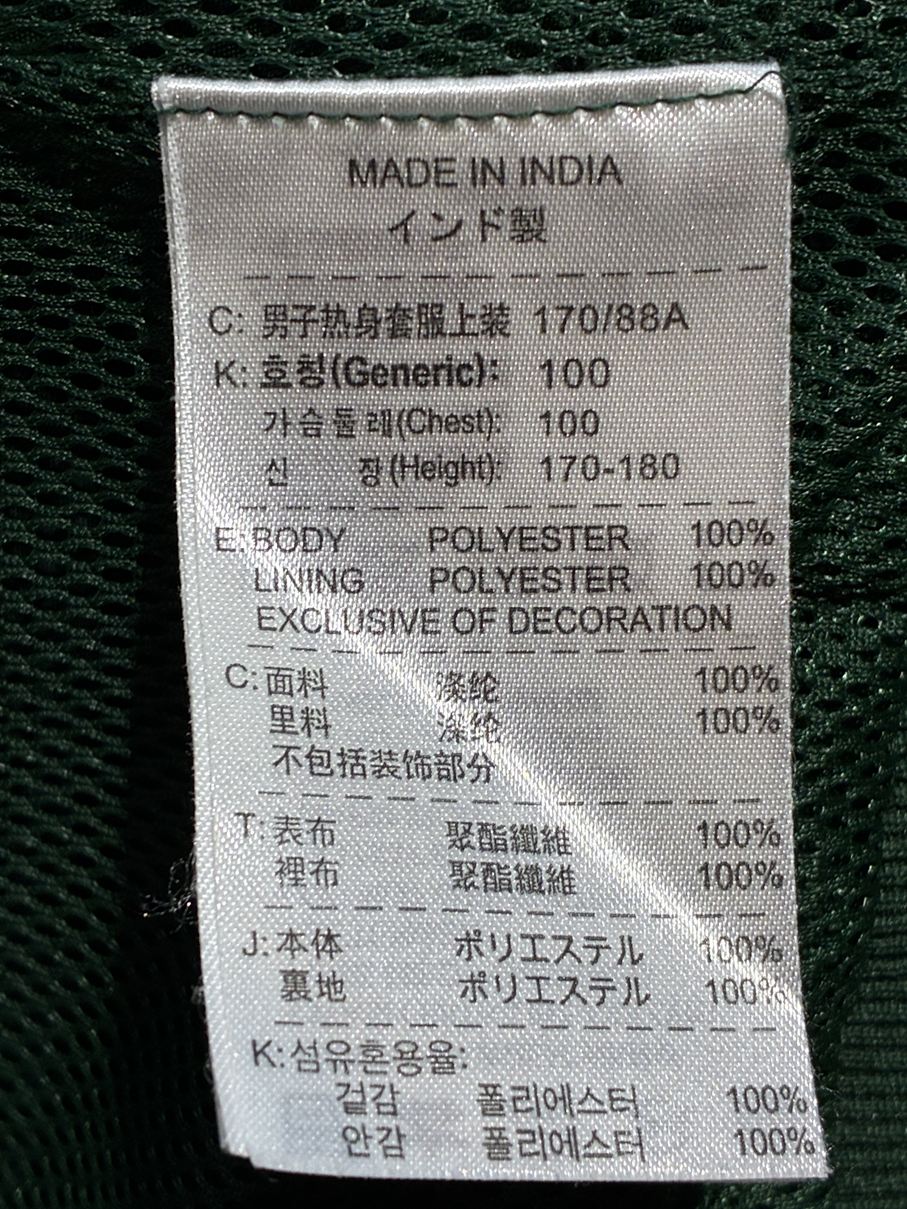 MADE IN INDIA
インド製
C: 男子热身套服上装 170/88A
K: 호칭(Generic): 100
가슴둘레(Chest): 100
신 장(Height): 170-180
E: BODY POLYESTER 100%
LINING POLYESTER 100%
EXCLUSIVE OF DECORATION
C: 面料 涤纶 100%
里料 涤纶 100%
不包括装饰部分
T: 表布 聚酯纖維 100%
裡布 聚酯纖維 100%
J: 本体 ポリエステル 100%
裏地 ポリエステル 100%
K: 섬유혼용율:
겉감 폴리에스터 100%
안감 폴리에스터 100%